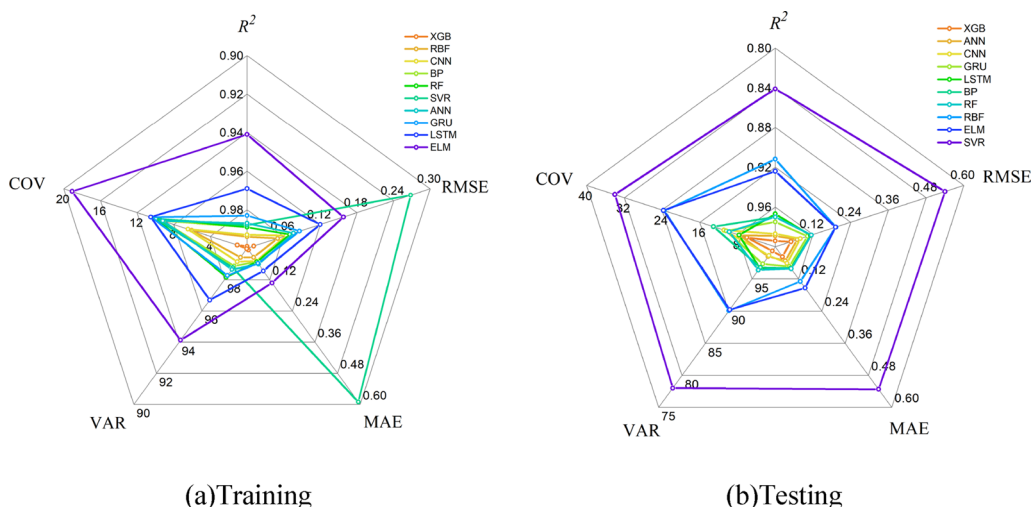 R²
0.90
0.92
0.94
0.96
0.98
RMSE
0.30
0.24
0.18
0.12
0.06
COV
20
16
12
8
4
VAR
90
92
94
96
98
MAE
0.60
0.48
0.36
0.24
0.12
XGB
RBF
CNN
BP
RF
SVR
ANN
GRU
LSTM
ELM
(a)Training
R²
0.80
0.84
0.88
0.92
0.96
RMSE
0.60
0.48
0.24
0.12
COV
40
32
24
16
8
VAR
75
80
85
90
95
MAE
0.60
0.48
0.36
0.24
0.12
XGB
ANN
CNN
GRU
LSTM
BP
RF
RBF
ELM
SVR
(b)Testing